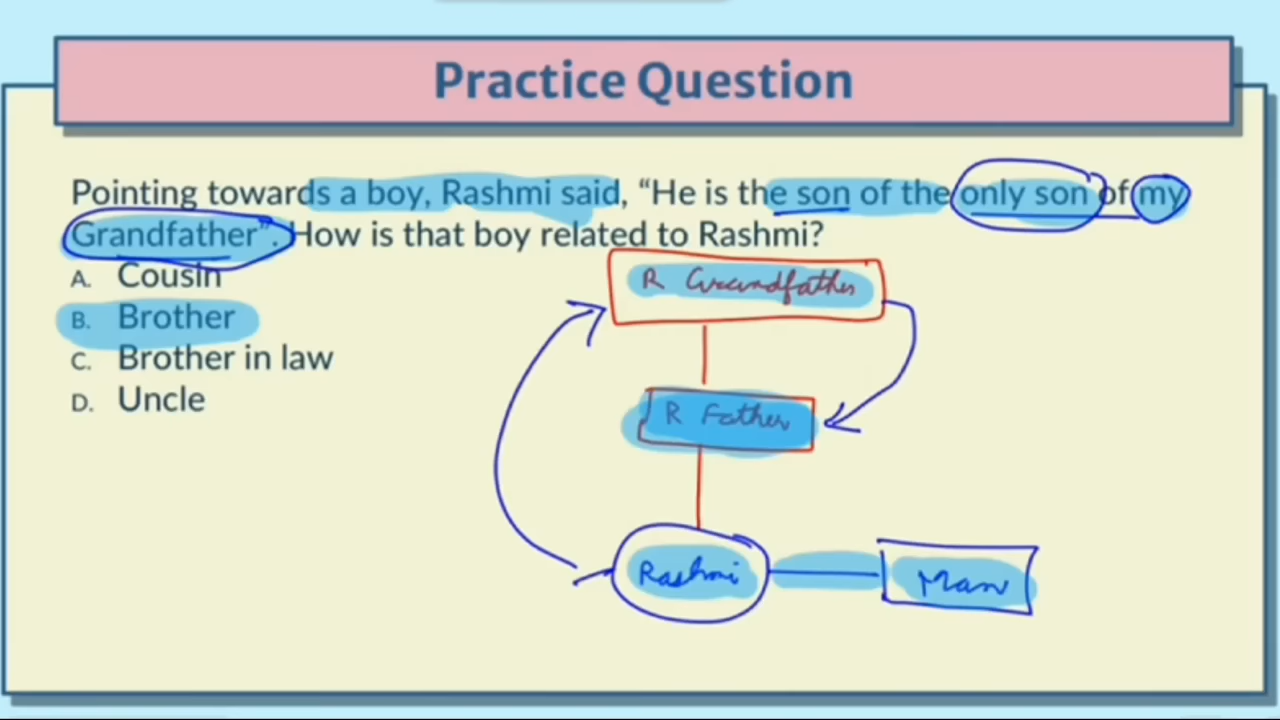 Practice Question
Pointing towards a boy, Rashmi said, “He is the son of the only son of my
Grandfather”. How is that boy related to Rashmi?
A. Cousin
B. Brother
C. Brother in law
D. Uncle
R Grandfather
R Father
Rashmi
Man